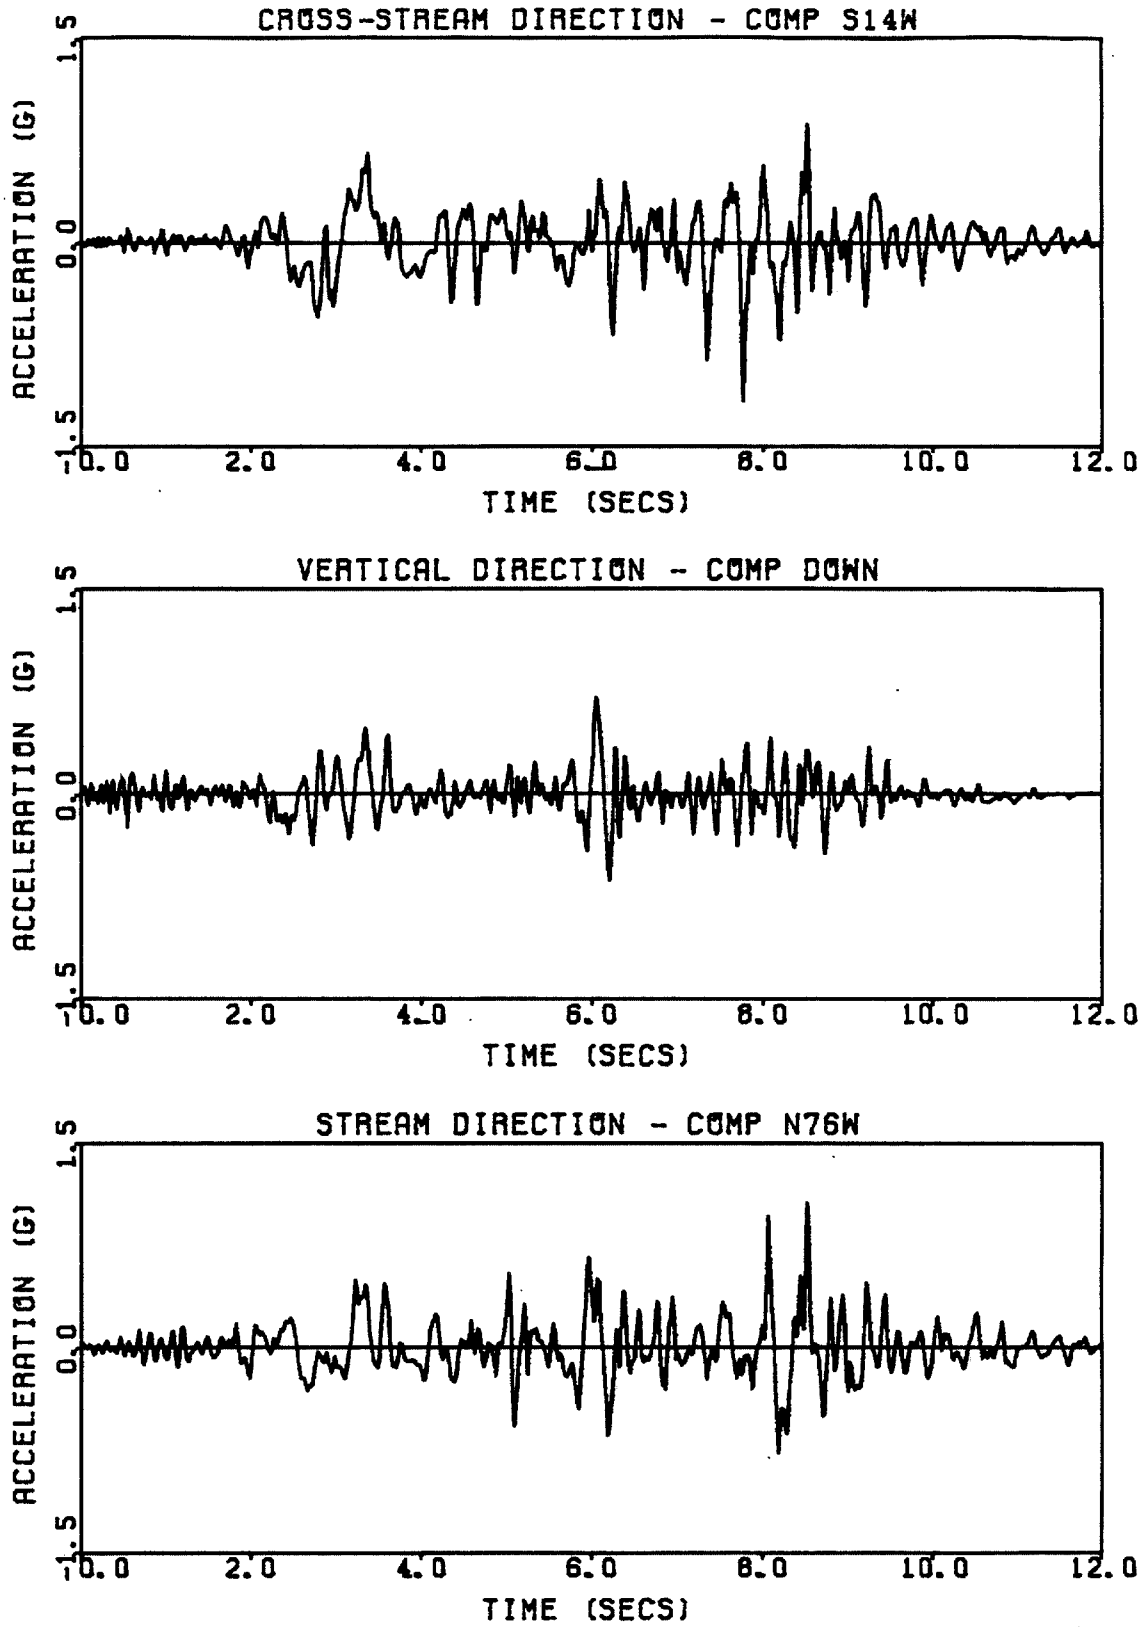 CROSS-STREAM DIRECTION - COMP S14W
1.5
0.0
-1.5
ACCELERATION (G)
0.0 2.0 4.0 6.0 8.0 10.0 12.0
TIME (SECS)
VERTICAL DIRECTION - COMP DOWN
1.5
0.0
-1.5
ACCELERATION (G)
0.0 2.0 4.0 6.0 8.0 10.0 12.0
TIME (SECS)
STREAM DIRECTION - COMP N76W
1.5
0.0
-1.5
ACCELERATION (G)
0.0 2.0 4.0 6.0 8.0 10.0 12.0
TIME (SECS)